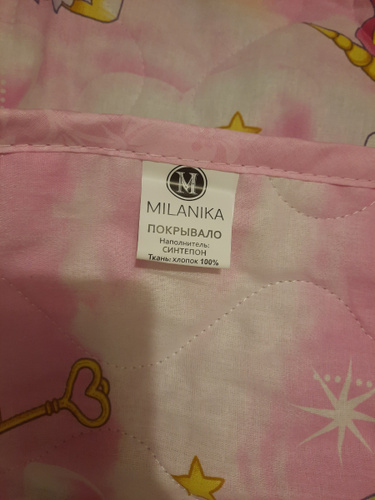 M
MILANIKA
ПОКРЫВАЛО
Наполнитель:
СИНТЕПОН
Ткань: хлопок 100%